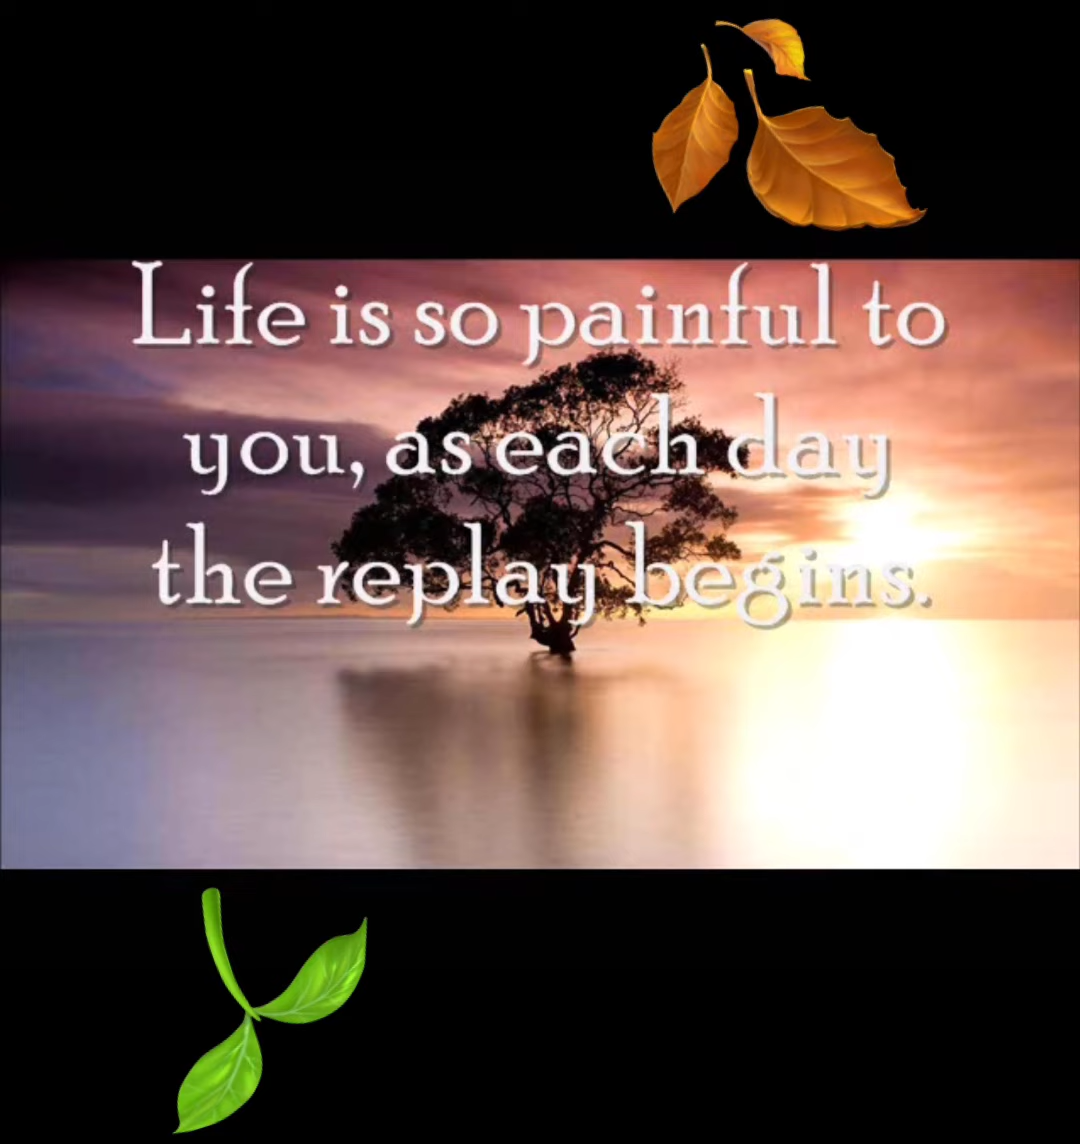 Life is so painful to
you, as each day
the replay begins.